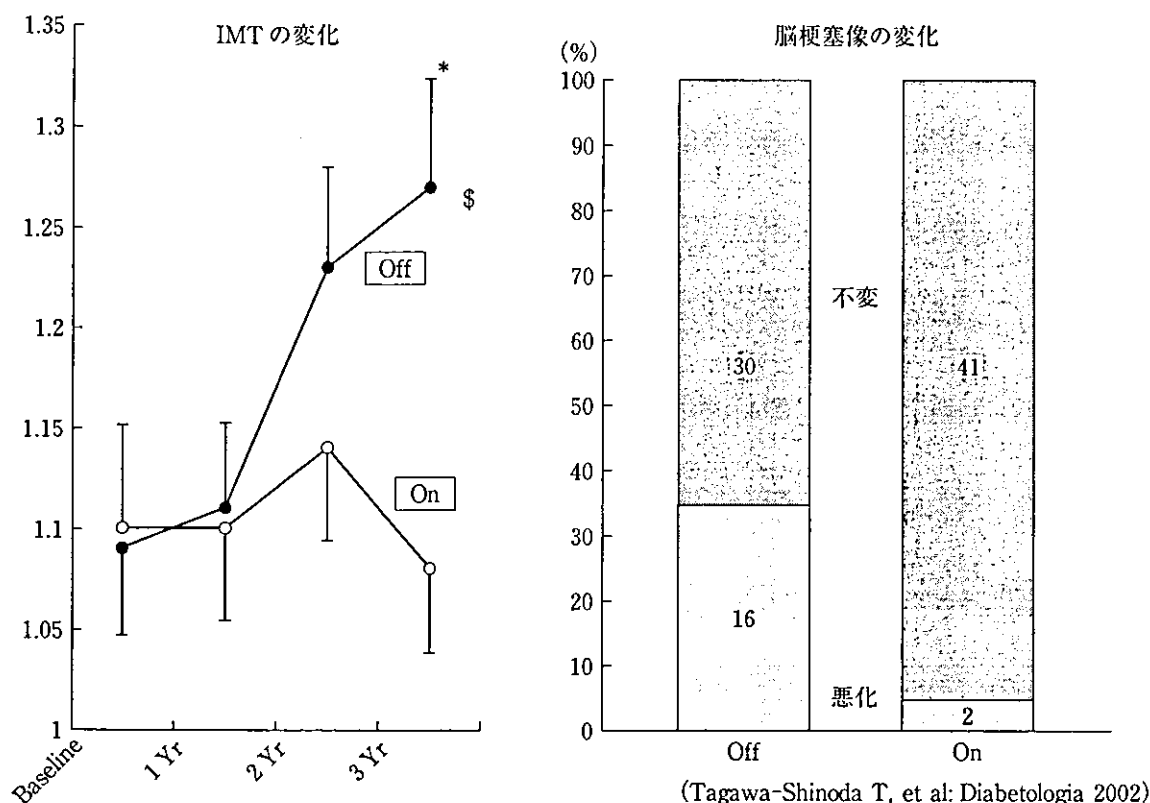 IMTの変化
1.35
1.3
1.25
1.2
1.15
1.1
1.05
1
*
$
Off
On
Baseline
1 Yr
2 Yr
3 Yr
脳梗塞像の変化
(%)
100
90
80
70
60
50
40
30
20
10
0
30
不変
41
16
悪化
2
Off
On
(Tagawa-Shinoda T, et al: Diabetologia 2002)